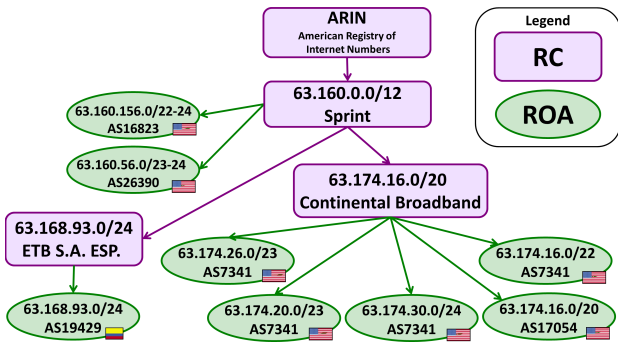 ARIN
American Registry of
Internet Numbers
Legend
RC
ROA
63.160.0.0/12
Sprint
63.160.156.0/22-24
AS16823
63.160.56.0/23-24
AS26390
63.174.16.0/20
Continental Broadband
63.168.93.0/24
ETB S.A. ESP.
63.174.26.0/23
AS7341
63.174.16.0/22
AS7341
63.168.93.0/24
AS19429
63.174.20.0/23
AS7341
63.174.30.0/24
AS7341
63.174.16.0/20
AS17054